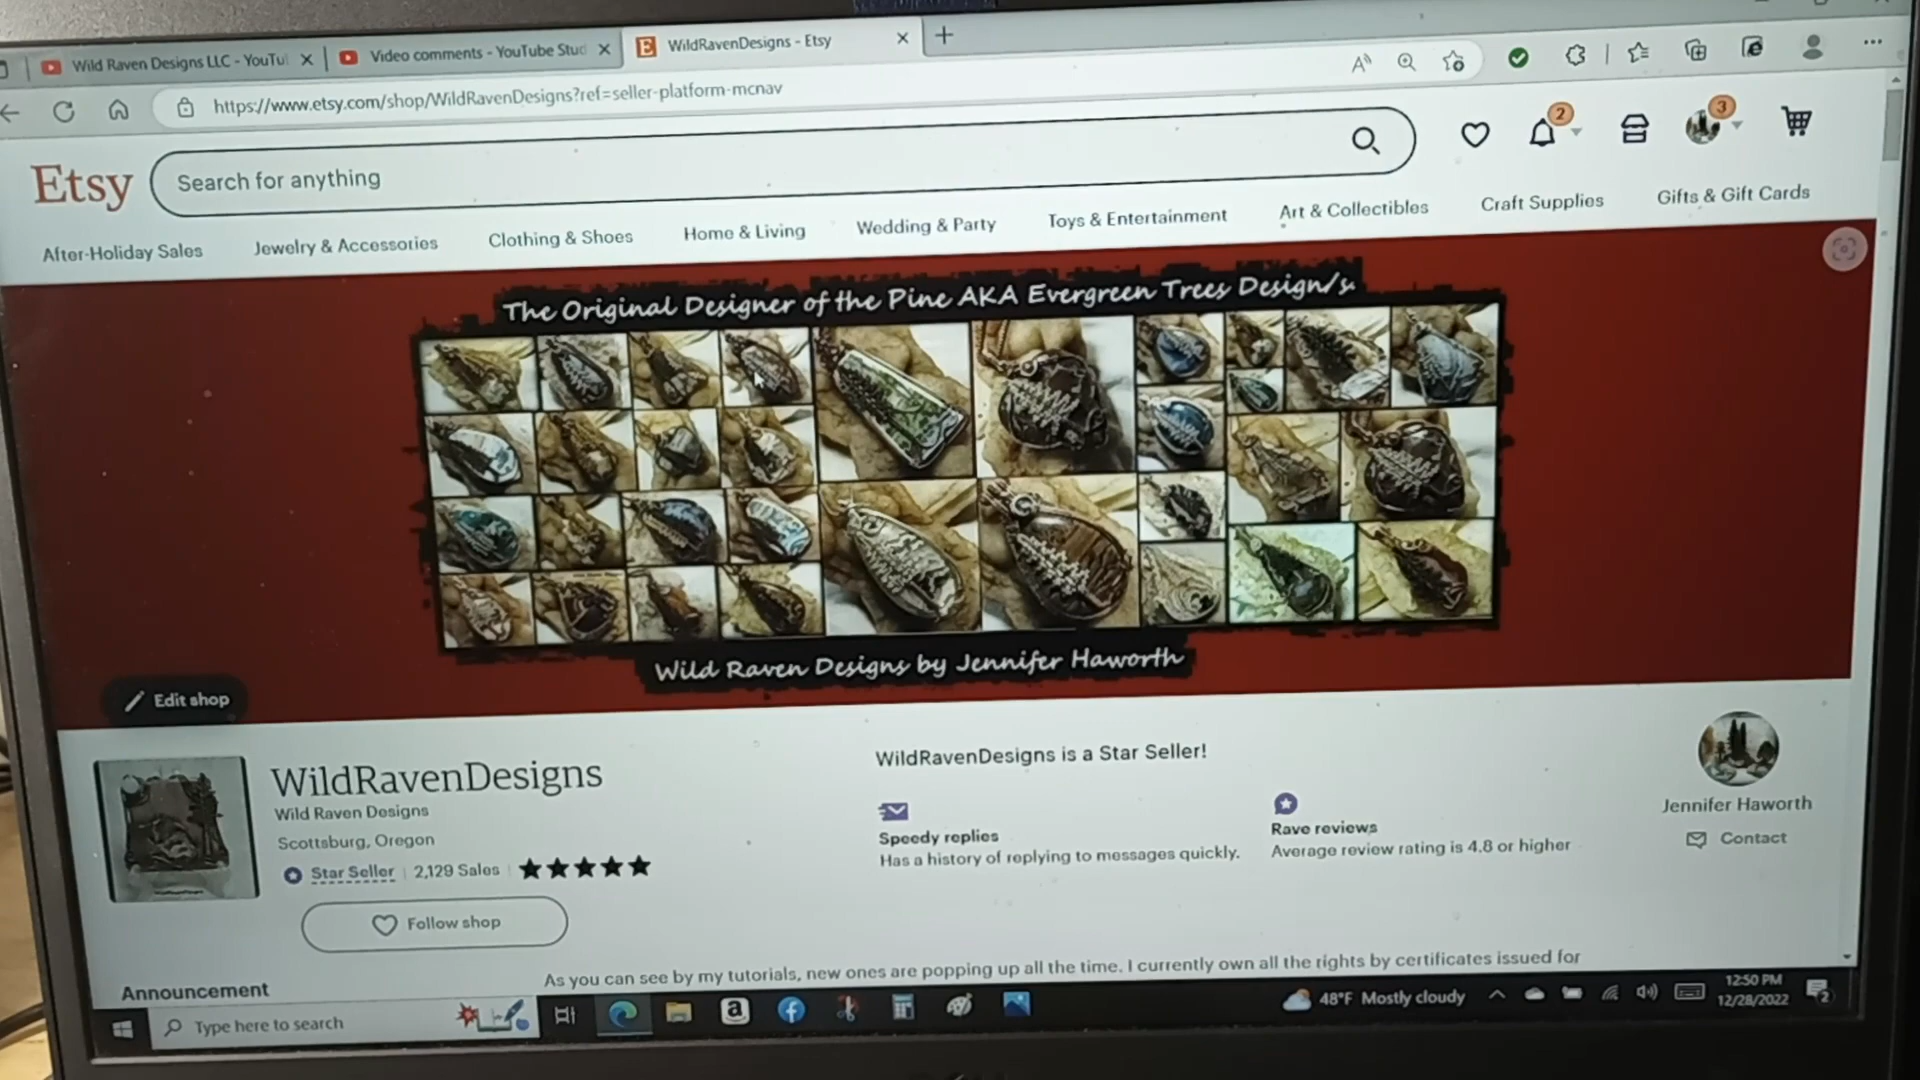 Wild Raven Designs LLC - YouTu
Video comments - YouTube Stud
WildRavenDesigns - Etsy
https://www.etsy.com/shop/WildRavenDesigns?ref=seller-platform-mcnav
2
3
Etsy
Search for anything
After-Holiday Sales
Jewelry & Accessories
Clothing & Shoes
Home & Living
Wedding & Party
Toys & Entertainment
Art & Collectibles
Craft Supplies
Gifts & Gift Cards
The Original Designer of the Pine AKA Evergreen Trees Design/s.
Wild Raven Designs by Jennifer Haworth
Edit shop
WildRavenDesigns
Wild Raven Designs
Scottsburg, Oregon
Star Seller | 2,129 Sales
Follow shop
WildRavenDesigns is a Star Seller!
Speedy replies
Has a history of replying to messages quickly.
Rave reviews
Average review rating is 4.8 or higher
Jennifer Haworth
Contact
Announcement
As you can see by my tutorials, new ones are popping up all the time. I currently own all the rights by certificates issued for
Type here to search
48°F Mostly cloudy
12:50 PM
12/28/2022
2